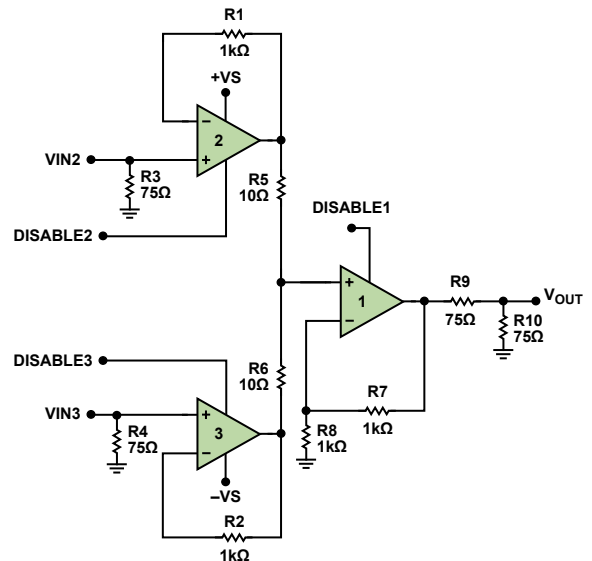 R1
1kΩ
+VS
−
2
+
VIN2
R3
75Ω
R5
10Ω
DISABLE2
DISABLE1
+
1
−
R9
75Ω
VOUT
R10
75Ω
DISABLE3
R6
10Ω
R7
1kΩ
R8
1kΩ
VIN3
R4
75Ω
+
3
−
–VS
R2
1kΩ